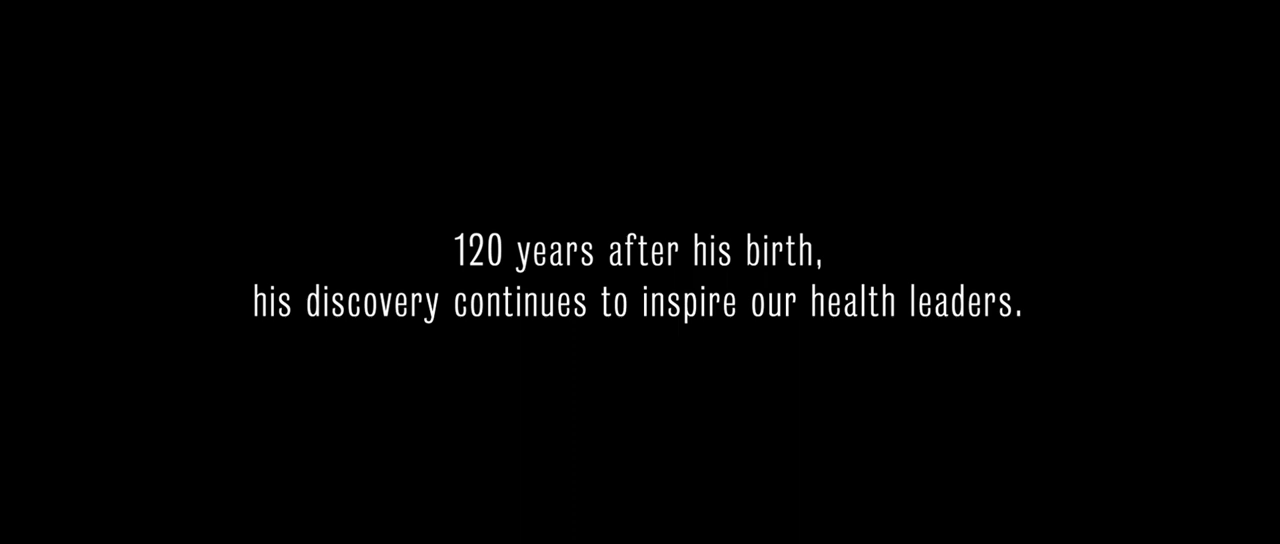 120 years after his birth,
his discovery continues to inspire our health leaders.